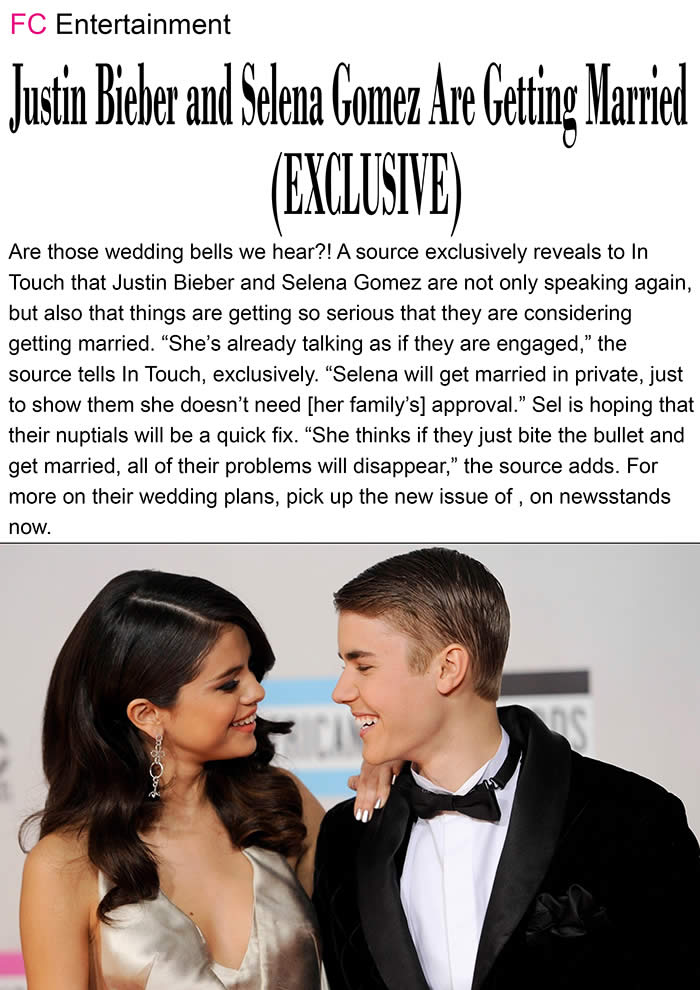 FC Entertainment
Justin Bieber and Selena Gomez Are Getting Married
(EXCLUSIVE)
Are those wedding bells we hear?! A source exclusively reveals to In
Touch that Justin Bieber and Selena Gomez are not only speaking again,
but also that things are getting so serious that they are considering
getting married. “She’s already talking as if they are engaged,” the
source tells In Touch, exclusively. “Selena will get married in private, just
to show them she doesn’t need [her family’s] approval.” Sel is hoping that
their nuptials will be a quick fix. “She thinks if they just bite the bullet and
get married, all of their problems will disappear,” the source adds. For
more on their wedding plans, pick up the new issue of , on newsstands
now.
RICAN RDS